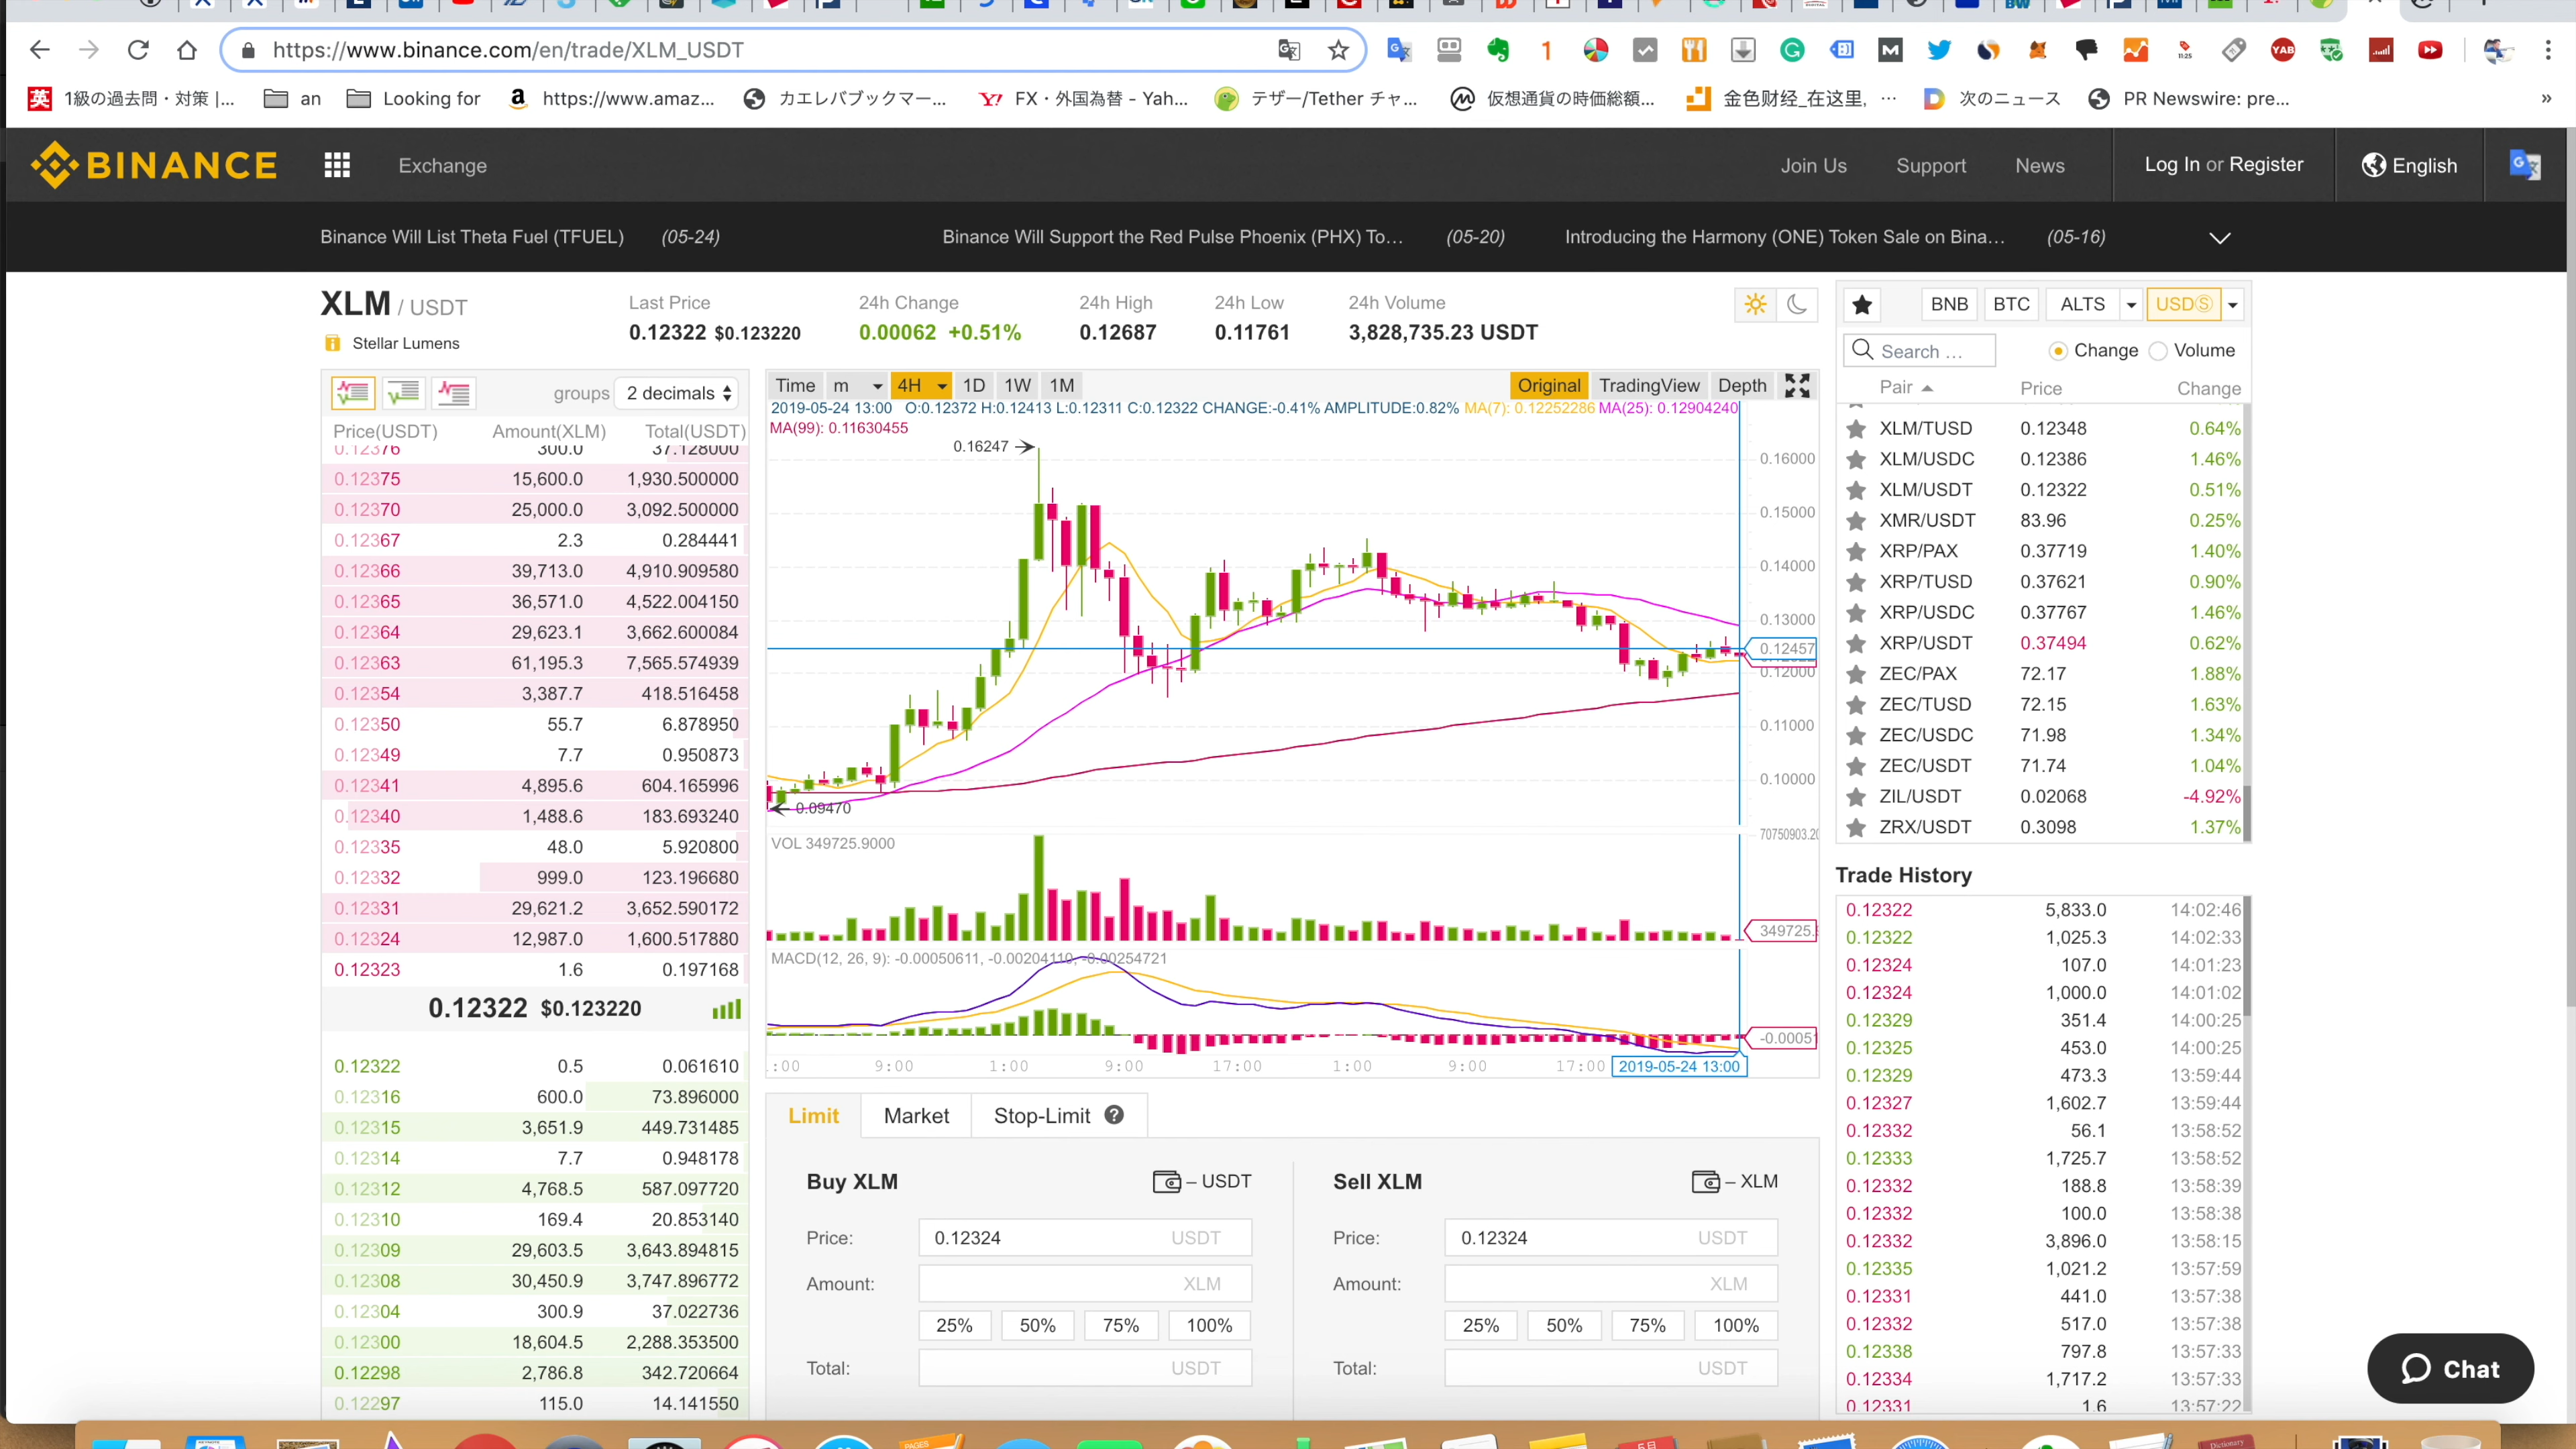 https://www.binance.com/en/trade/XLM_USDT
英 1級の過去問・対策 |... an Looking for https://www.amaz... カエレバブックマー... Y! FX・外国為替 - Yah... テザー/Tether チャ... 仮想通貨の時価総額... 金色财经_在这里, ... 次のニュース PR Newswire: pre... »
BINANCE Exchange Join Us Support News Log In or Register English
Binance Will List Theta Fuel (TFUEL) (05-24) Binance Will Support the Red Pulse Phoenix (PHX) To... (05-20) Introducing the Harmony (ONE) Token Sale on Bina... (05-16)
XLM / USDT
Stellar Lumens
Last Price 24h Change 24h High 24h Low 24h Volume
0.12322 $0.123220 0.00062 +0.51% 0.12687 0.11761 3,828,735.23 USDT
groups 2 decimals
Price(USDT) Amount(XLM) Total(USDT)
0.12376 300.0 37.128000
0.12375 15,600.0 1,930.500000
0.12370 25,000.0 3,092.500000
0.12367 2.3 0.284441
0.12366 39,713.0 4,910.909580
0.12365 36,571.0 4,522.004150
0.12364 29,623.1 3,662.600084
0.12363 61,195.3 7,565.574939
0.12354 3,387.7 418.516458
0.12350 55.7 6.878950
0.12349 7.7 0.950873
0.12341 4,895.6 604.165996
0.12340 1,488.6 183.693240
0.12335 48.0 5.920800
0.12332 999.0 123.196680
0.12331 29,621.2 3,652.590172
0.12324 12,987.0 1,600.517880
0.12323 1.6 0.197168
0.12322 $0.123220
0.12322 0.5 0.061610
0.12316 600.0 73.896000
0.12315 3,651.9 449.731485
0.12314 7.7 0.948178
0.12312 4,768.5 587.097720
0.12310 169.4 20.853140
0.12309 29,603.5 3,643.894815
0.12308 30,450.9 3,747.896772
0.12304 300.9 37.022736
0.12300 18,604.5 2,288.353500
0.12298 2,786.8 342.720664
0.12297 115.0 14.141550
Time m 4H 1D 1W 1M Original TradingView Depth
2019-05-24 13:00 O:0.12372 H:0.12413 L:0.12311 C:0.12322 CHANGE:-0.41% AMPLITUDE:0.82% MA(7): 0.12252286 MA(25): 0.12904240
MA(99): 0.11630455
0.16247
0.16000
0.15000
0.14000
0.13000
0.12457
0.12000
0.11000
0.10000
0.09470
70750903.20
VOL 349725.9000
349725.
MACD(12, 26, 9): -0.00050611, -0.00204110, -0.00254721
-0.00051
:00 9:00 1:00 9:00 17:00 1:00 9:00 17:00 2019-05-24 13:00
Limit Market Stop-Limit ?
Buy XLM – USDT
Price: 0.12324 USDT
Amount: XLM
25% 50% 75% 100%
Total: USDT
Sell XLM – XLM
Price: 0.12324 USDT
Amount: XLM
25% 50% 75% 100%
Total: USDT
BNB BTC ALTS USDⓈ
Search ... Change Volume
Pair Price Change
XLM/TUSD 0.12348 0.64%
XLM/USDC 0.12386 1.46%
XLM/USDT 0.12322 0.51%
XMR/USDT 83.96 0.25%
XRP/PAX 0.37719 1.40%
XRP/TUSD 0.37621 0.90%
XRP/USDC 0.37767 1.46%
XRP/USDT 0.37494 0.62%
ZEC/PAX 72.17 1.88%
ZEC/TUSD 72.15 1.63%
ZEC/USDC 71.98 1.34%
ZEC/USDT 71.74 1.04%
ZIL/USDT 0.02068 -4.92%
ZRX/USDT 0.3098 1.37%
Trade History
0.12322 5,833.0 14:02:46
0.12322 1,025.3 14:02:33
0.12324 107.0 14:01:23
0.12324 1,000.0 14:01:02
0.12329 351.4 14:00:25
0.12325 453.0 14:00:25
0.12329 473.3 13:59:44
0.12327 1,602.7 13:59:44
0.12332 56.1 13:58:52
0.12333 1,725.7 13:58:52
0.12332 188.8 13:58:39
0.12332 100.0 13:58:38
0.12332 3,896.0 13:58:15
0.12335 1,021.2 13:57:59
0.12331 441.0 13:57:38
0.12332 517.0 13:57:38
0.12338 797.8 13:57:33
0.12334 1,717.2 13:57:33
0.12331 1.6 13:57:22
Chat
PAGES 5月 Dictionary